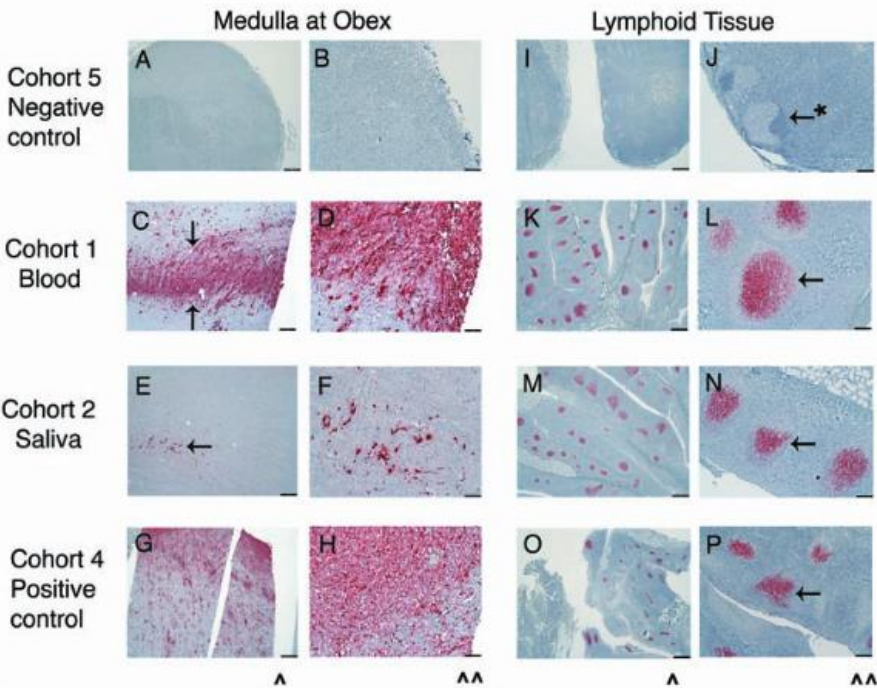 Medulla at Obex Lymphoid Tissue
Cohort 5
Negative
control
A B I J
*
Cohort 1
Blood
C D K L
Cohort 2
Saliva
E F M N
Cohort 4
Positive
control
G H O P
^ ^^ ^ ^^